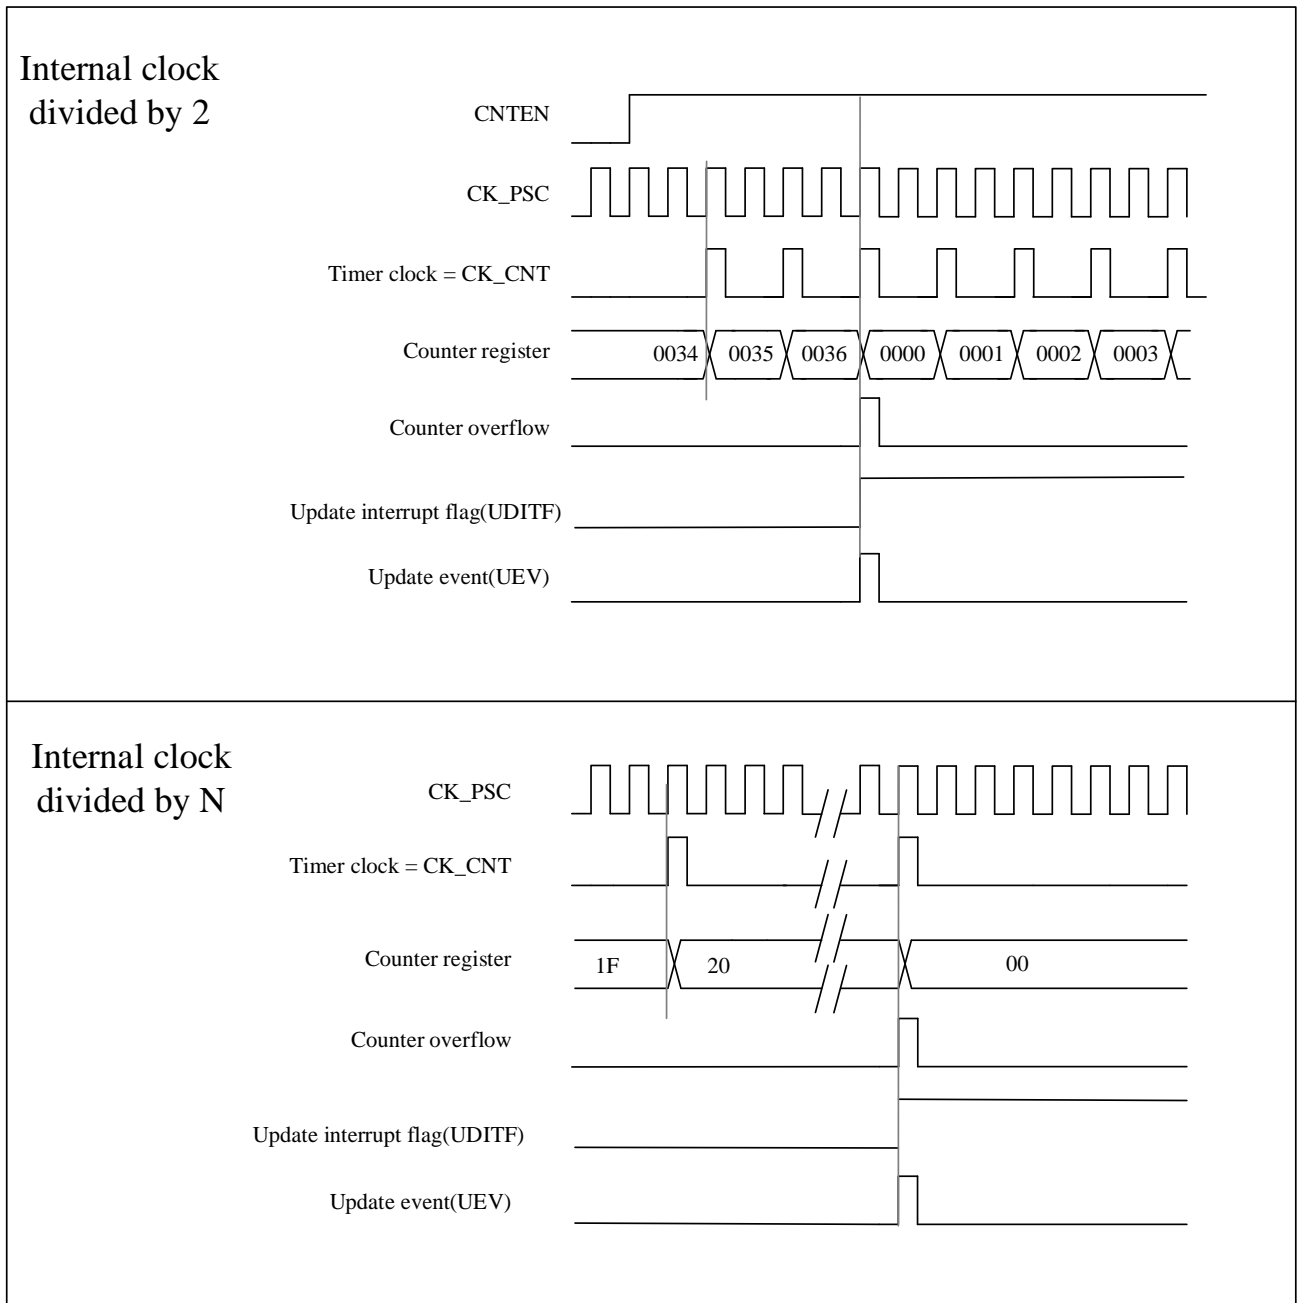 Internal clock
divided by 2
CNTEN
CK_PSC
Timer clock = CK_CNT
Counter register
0034 0035 0036 0000 0001 0002 0003
Counter overflow
Update interrupt flag(UDITF)
Update event(UEV)
Internal clock
divided by N
CK_PSC
Timer clock = CK_CNT
Counter register
1F 20 00
Counter overflow
Update interrupt flag(UDITF)
Update event(UEV)